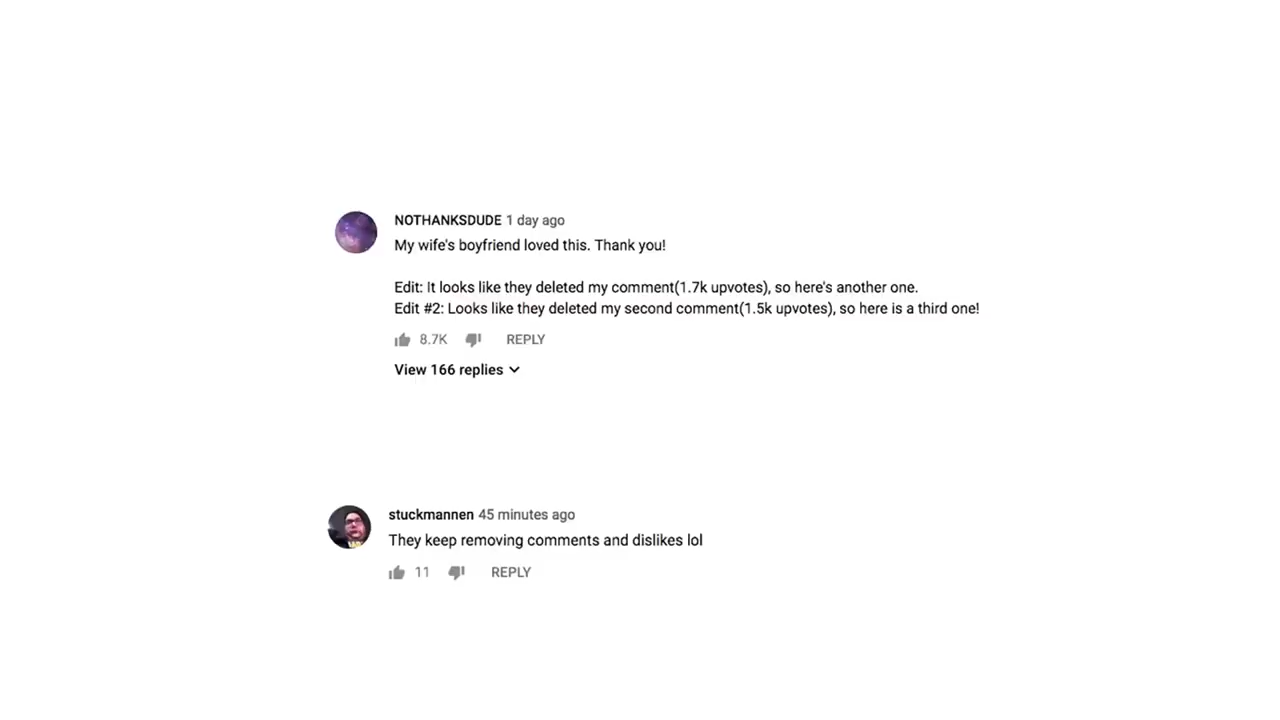 NOTHANKSDUDE 1 day ago
My wife's boyfriend loved this. Thank you!
Edit: It looks like they deleted my comment(1.7k upvotes), so here's another one.
Edit #2: Looks like they deleted my second comment(1.5k upvotes), so here is a third one!
8.7K REPLY
View 166 replies
stuckmannen 45 minutes ago
They keep removing comments and dislikes lol
11 REPLY